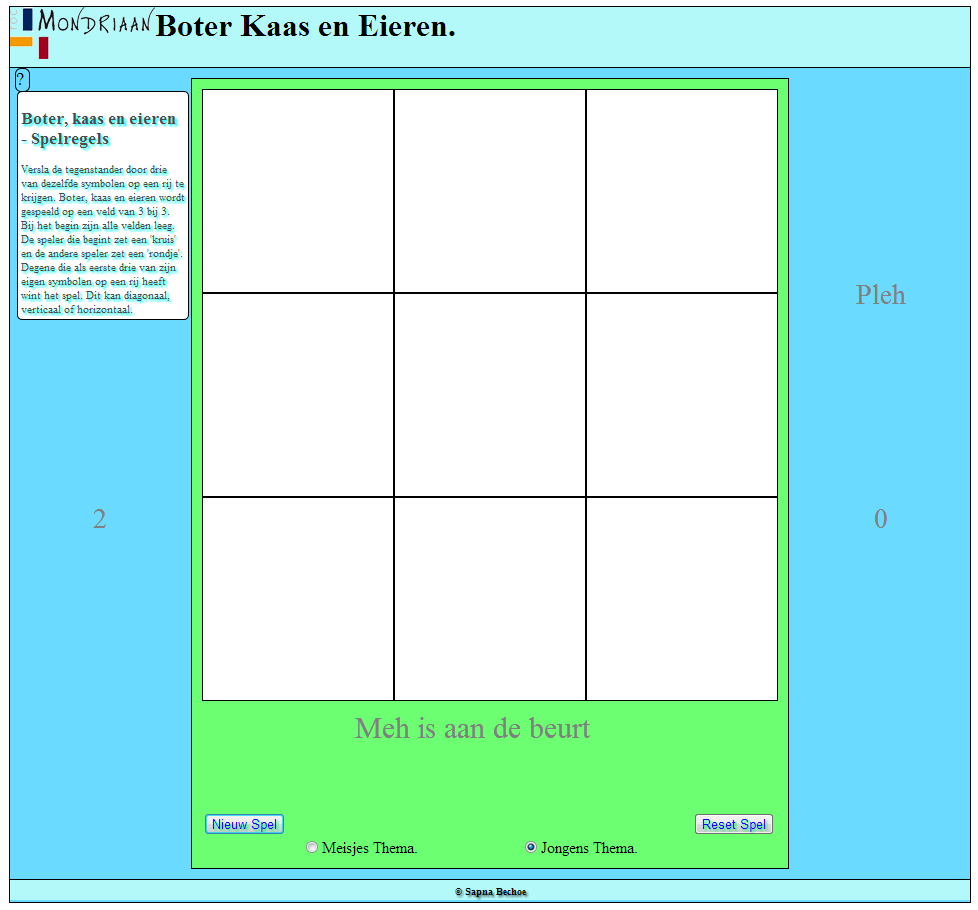 MONDRIAAN Boter Kaas en Eieren.
?
Boter, kaas en eieren
- Spelregels
Versla de tegenstander door drie
van dezelfde symbolen op een rij te
krijgen. Boter, kaas en eieren wordt
gespeeld op een veld van 3 bij 3.
Bij het begin zijn alle velden leeg.
De speler die begint zet een 'kruis'
en de andere speler zet een 'rondje'.
Degene die als eerste drie van zijn
eigen symbolen op een rij heeft
wint het spel. Dit kan diagonaal,
verticaal of horizontaal.
Pleh
2
0
Meh is aan de beurt
Nieuw Spel
Reset Spel
Meisjes Thema.
Jongens Thema.
© Sapna Bechoe